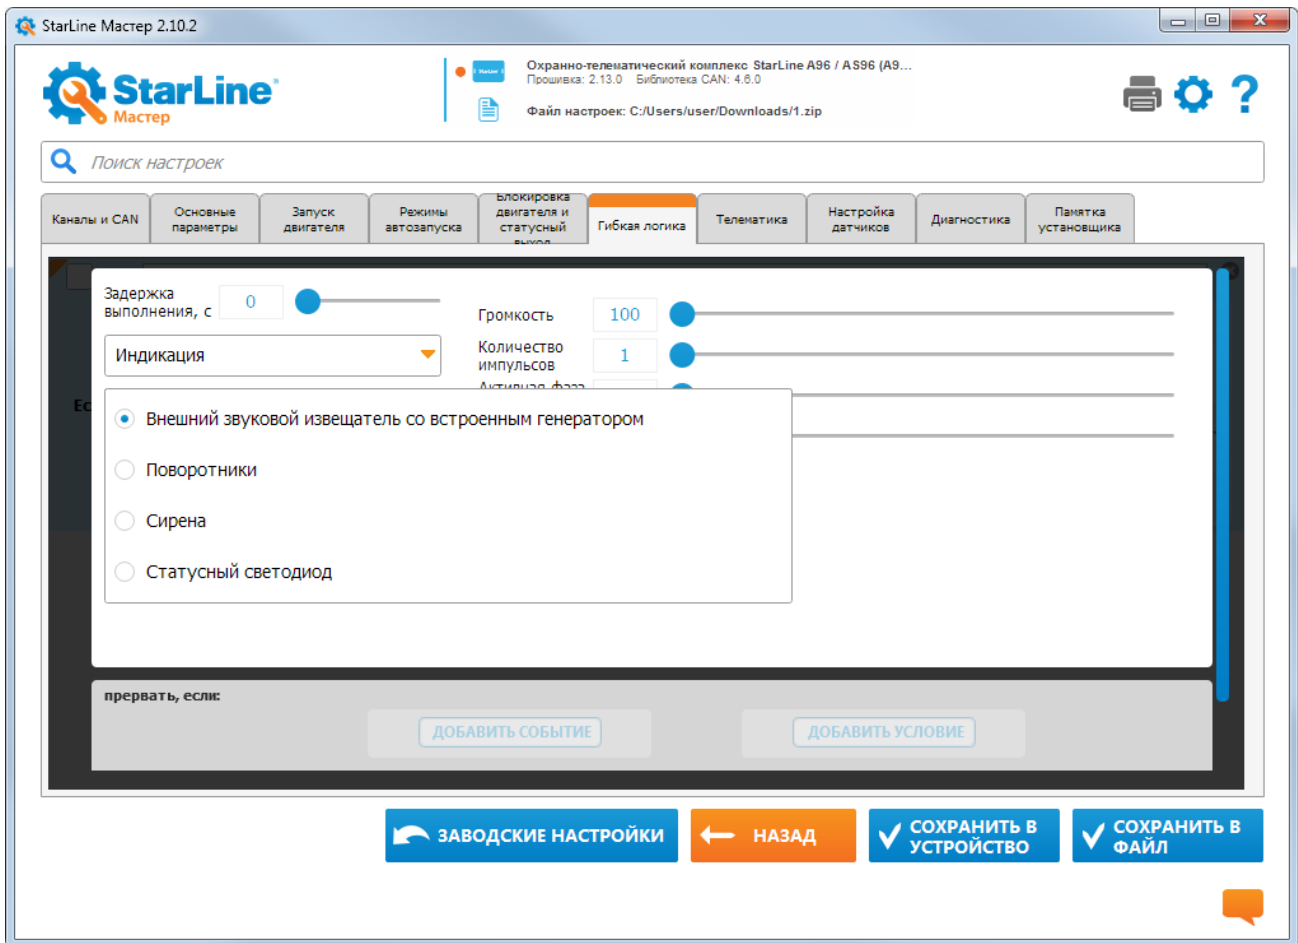 StarLine Мастер 2.10.2
StarLine
Мастер
Охранно-телематический комплекс StarLine A96 / AS96 (A9...
Прошивка: 2.13.0 Библиотека CAN: 4.6.0
Файл настроек: C:/Users/user/Downloads/1.zip
?
Поиск настроек
Каналы и CAN
Основные
параметры
Запуск
двигателя
Режимы
автозапуска
Блокировка
двигателя и
статусный
выход
Гибкая логика
Телематика
Настройка
датчиков
Диагностика
Памятка
установщика
Задержка
выполнения, с
0
Индикация
Громкость
100
Количество
импульсов
1
Активная фаза
Ес
Внешний звуковой извещатель со встроенным генератором
Поворотники
Сирена
Статусный светодиод
прервать, если:
ДОБАВИТЬ СОБЫТИЕ
ДОБАВИТЬ УСЛОВИЕ
ЗАВОДСКИЕ НАСТРОЙКИ
НАЗАД
СОХРАНИТЬ В
УСТРОЙСТВО
СОХРАНИТЬ В
ФАЙЛ